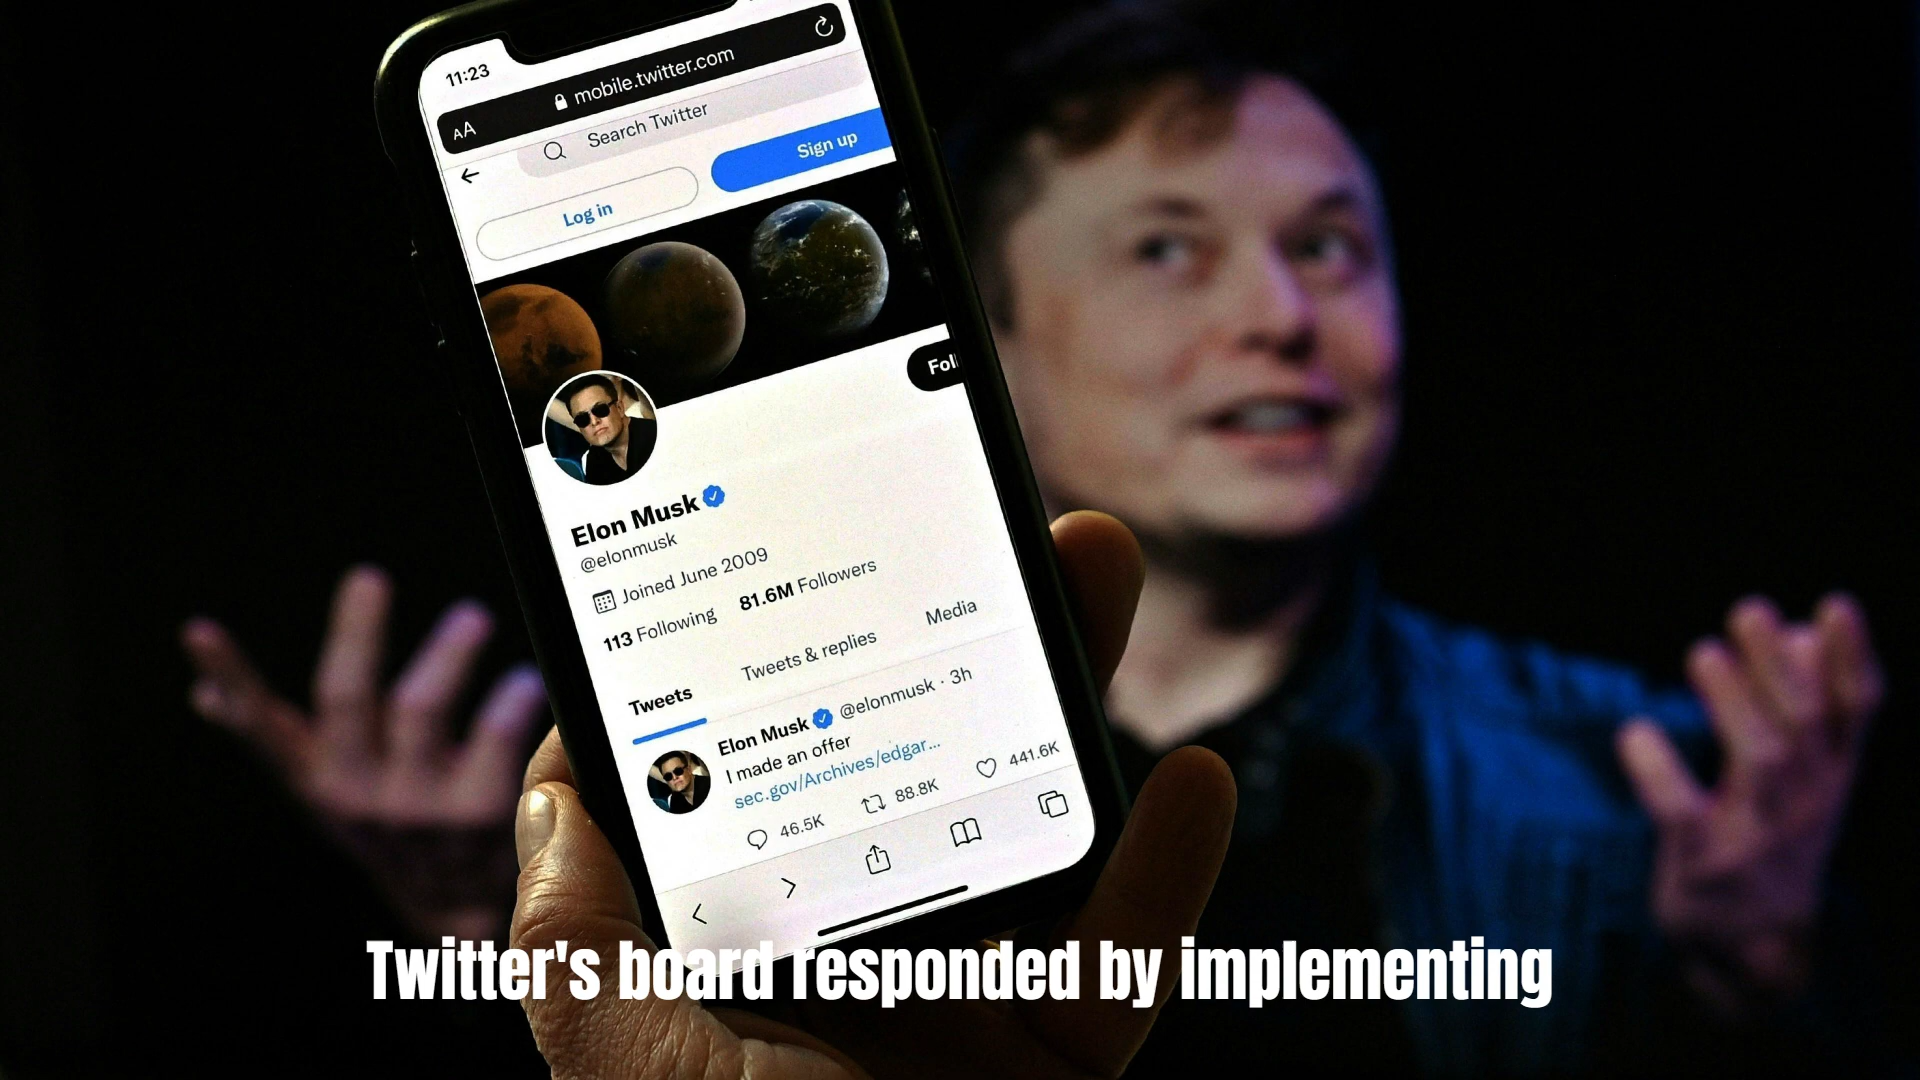 11:23
AA
mobile.twitter.com
Search Twitter
Log in
Sign up
Elon Musk
@elonmusk
Joined June 2009
113 Following 81.6M Followers
Tweets Tweets & replies Media
Elon Musk @elonmusk · 3h
I made an offer
sec.gov/Archives/edgar...
46.5K 88.8K 441.6K
Twitter's board responded by implementing